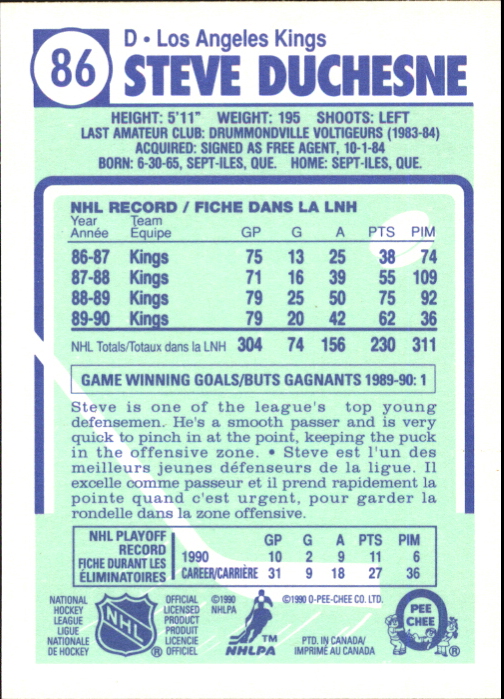 86
D • Los Angeles Kings
STEVE DUCHESNE
HEIGHT: 5'11" WEIGHT: 195 SHOOTS: LEFT
LAST AMATEUR CLUB: DRUMMONDVILLE VOLTIGEURS (1983-84)
ACQUIRED: SIGNED AS FREE AGENT, 10-1-84
BORN: 6-30-65, SEPT-ILES, QUE. HOME: SEPT-ILES, QUE.
NHL RECORD / FICHE DANS LA LNH
Year Team
Année Équipe GP G A PTS PIM
86-87 Kings 75 13 25 38 74
87-88 Kings 71 16 39 55 109
88-89 Kings 79 25 50 75 92
89-90 Kings 79 20 42 62 36
NHL Totals/Totaux dans la LNH 304 74 156 230 311
GAME WINNING GOALS/BUTS GAGNANTS 1989-90: 1
Steve is one of the league's top young
defensemen. He's a smooth passer and is very
quick to pinch in at the point, keeping the puck
in the offensive zone. • Steve est l'un des
meilleurs jeunes défenseurs de la ligue. Il
excelle comme passeur et il prend rapidement la
pointe quand c'est urgent, pour garder la
rondelle dans la zone offensive.
NHL PLAYOFF
RECORD
FICHE DURANT LES
ÉLIMINATOIRES
GP G A PTS PIM
1990 10 2 9 11 6
CAREER/CARRIÈRE 31 9 18 27 36
NATIONAL
HOCKEY
LEAGUE
LIGUE
NATIONALE
DE HOCKEY
NHL
®
OFFICIAL
LICENSED
PRODUCT
PRODUIT
LICENCIE
OFFICIEL
©1990
NHLPA
TM
NHLPA
©1990 O-PEE-CHEE CO. LTD.
PTD. IN CANADA/
IMPRIMÉ AU CANADA
O
PEE
CHEE
®